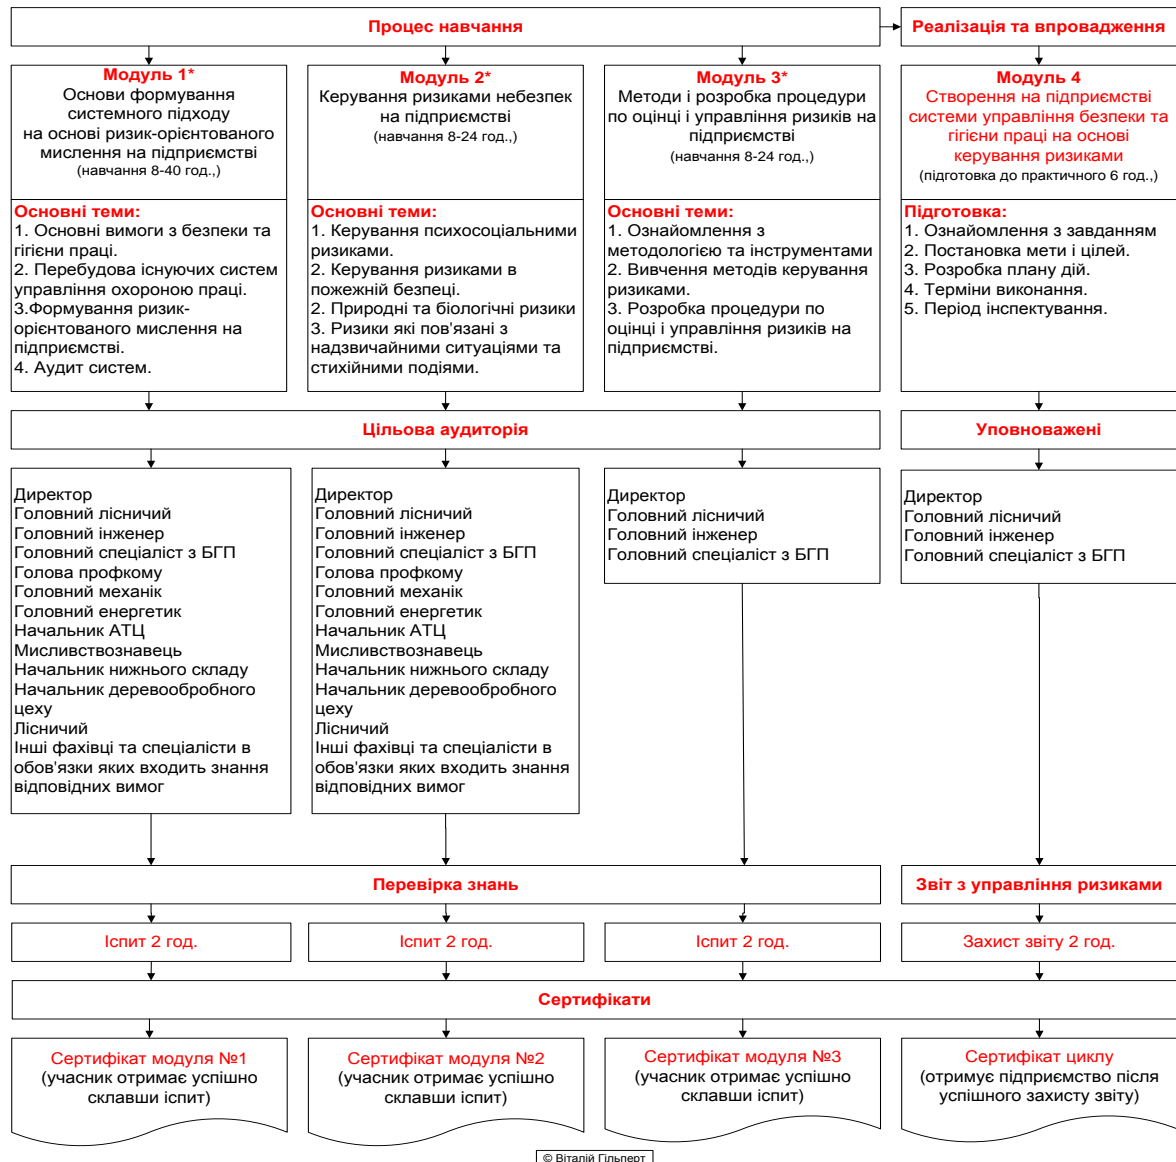 Процес навчання
Реалізація та впровадження
Модуль 1*
Основи формування
системного підходу
на основі ризик-орієнтованого
мислення на підприємстві
(навчання 8-40 год.,)
Модуль 2*
Керування ризиками небезпек
на підприємстві
(навчання 8-24 год.,)
Модуль 3*
Методи і розробка процедури
по оцінці і управління ризиків на
підприємстві
(навчання 8-24 год.,)
Модуль 4
Створення на підприємстві
системи управління безпеки та
гігієни праці на основі
керування ризиками
(підготовка до практичного 6 год.,)
Основні теми:
1. Основні вимоги з безпеки та
гігієни праці.
2. Перебудова існуючих систем
управління охороною праці.
3.Формування ризик-
орієнтованого мислення на
підприємстві.
4. Аудит систем.
Основні теми:
1. Керування психосоціальними
ризиками.
2. Керування ризиками в
пожежній безпеці.
2. Природні та біологічні ризики
3. Ризики які пов'язані з
надзвичайними ситуаціями та
стихійними подіями.
Основні теми:
1. Ознайомлення з
методологією та інструментами
2. Вивчення методів керування
ризиками.
3. Розробка процедури по
оцінці і управління ризиків на
підприємстві.
Підготовка:
1. Ознайомлення з завданням
2. Постановка мети і цілей.
3. Розробка плану дій.
4. Терміни виконання.
5. Період інспектування.
Цільова аудиторія
Уповноважені
Директор
Головний лісничий
Головний інженер
Головний спеціаліст з БГП
Голова профкому
Головний механік
Головний енергетик
Начальник АТЦ
Мисливствознавець
Начальник нижнього складу
Начальник деревообробного
цеху
Лісничий
Інші фахівці та спеціалісти в
обов'язки яких входить знання
відповідних вимог
Директор
Головний лісничий
Головний інженер
Головний спеціаліст з БГП
Голова профкому
Головний механік
Головний енергетик
Начальник АТЦ
Мисливствознавець
Начальник нижнього складу
Начальник деревообробного
цеху
Лісничий
Інші фахівці та спеціалісти в
обов'язки яких входить знання
відповідних вимог
Директор
Головний лісничий
Головний інженер
Головний спеціаліст з БГП
Директор
Головний лісничий
Головний інженер
Головний спеціаліст з БГП
Перевірка знань
Звіт з управління ризиками
Іспит 2 год.
Іспит 2 год.
Іспит 2 год.
Захист звіту 2 год.
Сертифікати
Сертифікат модуля №1
(учасник отримає успішно
склавши іспит)
Сертифікат модуля №2
(учасник отримає успішно
склавши іспит)
Сертифікат модуля №3
(учасник отримає успішно
склавши іспит)
Сертифікат циклу
(отримує підприємство після
успішного захисту звіту)
© Віталій Гільперт